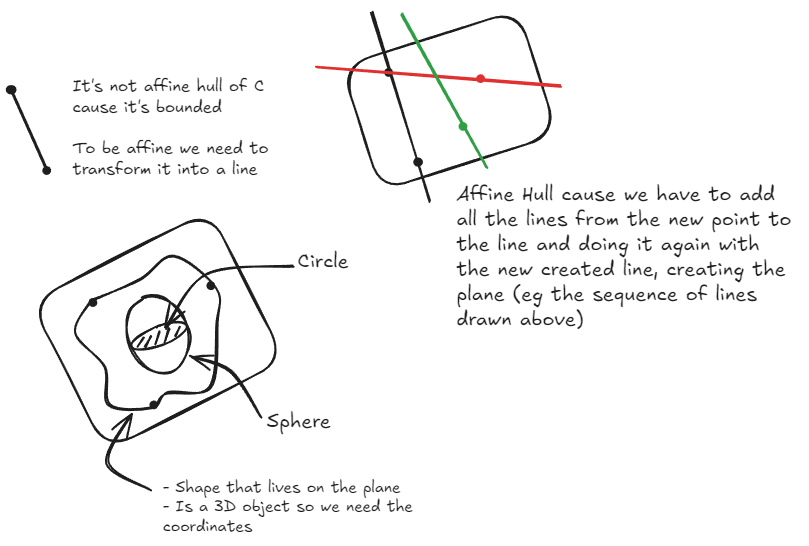 It's not affine hull of C
cause it's bounded
To be affine we need to
transform it into a line
Affine Hull cause we have to add
all the lines from the new point to
the line and doing it again with
the new created line, creating the
plane (eg the sequence of lines
drawn above)
Circle
Sphere
- Shape that lives on the plane
- Is a 3D object so we need the
coordinates